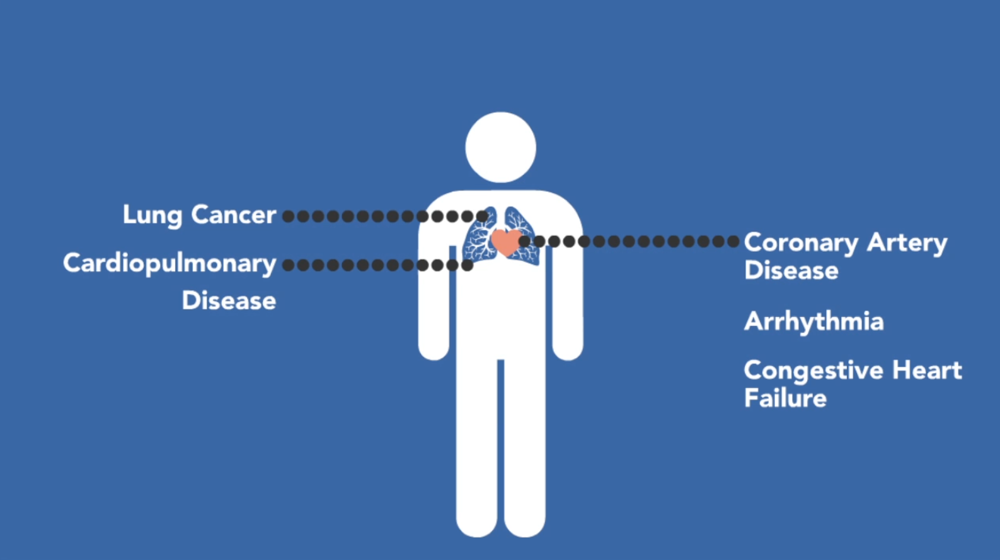 Lung Cancer
Cardiopulmonary
Disease
Coronary Artery
Disease
Arrhythmia
Congestive Heart
Failure